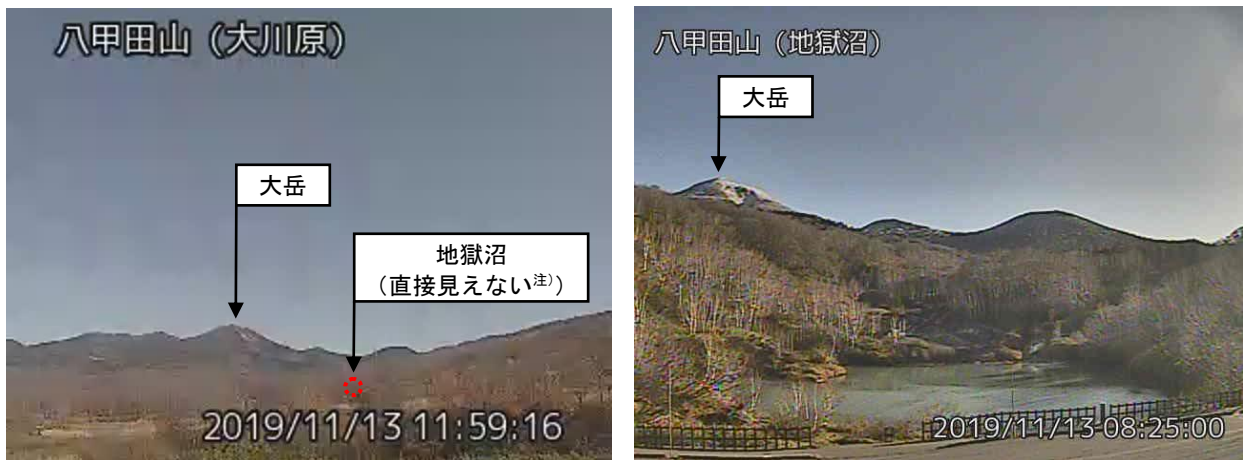 八甲田山（大川原）
大岳
地獄沼
（直接見えない注））
2019/11/13 11:59:16
八甲田山（地獄沼）
大岳
2019/11/13 08:25:00